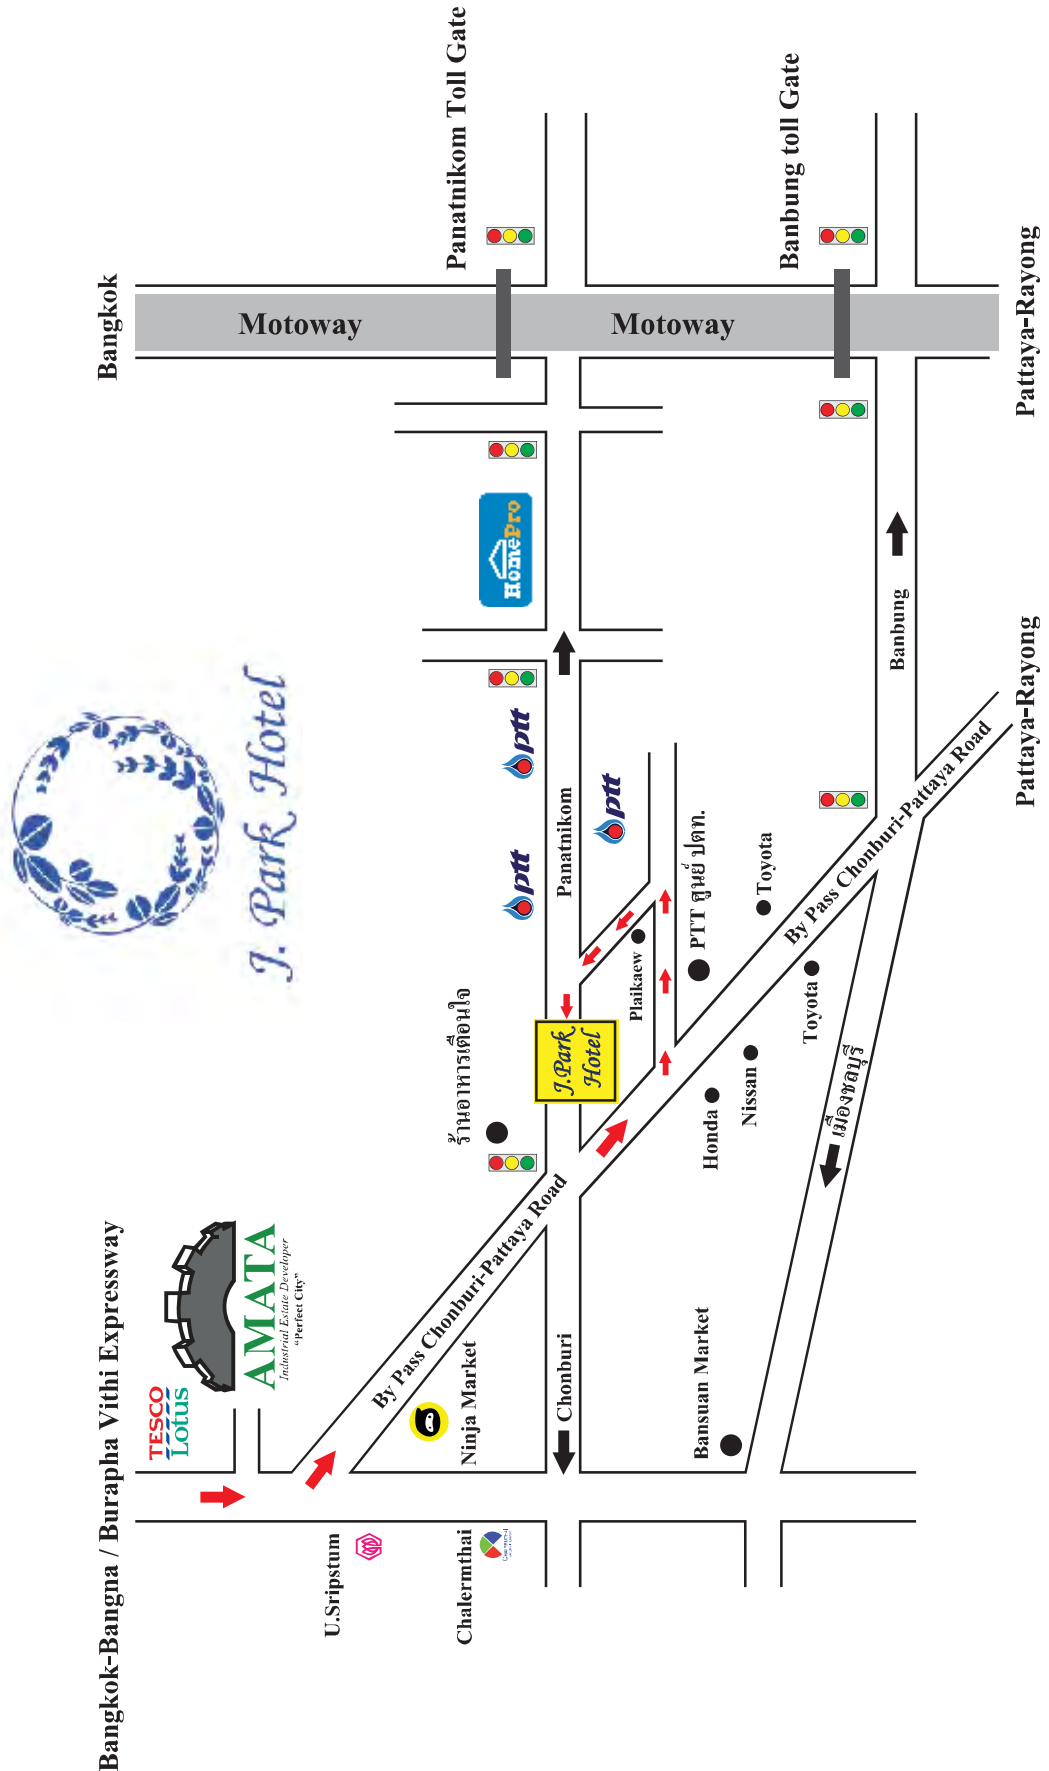 J. Park Hotel
Bangkok
Panatnikom Toll Gate
Banbung toll Gate
Motoway
Motoway
Pattaya-Rayong
HomePro
ptt
ptt
ptt
Panatnikom
Banbung
Pattaya-Rayong
ร้านอาหารเตือนใจ
J.Park
Hotel
Plaikaew
PTT ศูนย์ ปตท.
Toyota
Toyota
Nissan
Honda
By Pass Chonburi-Pattaya Road
เมืองชลบุรี
Bangkok-Bangna / Burapha Vithi Expressway
TESCO
Lotus
AMATA
Industrial Estate Developer
"Perfect City"
By Pass Chonburi-Pattaya Road
Ninja Market
Chonburi
Bansuan Market
U.Sripstum
Chalermthai